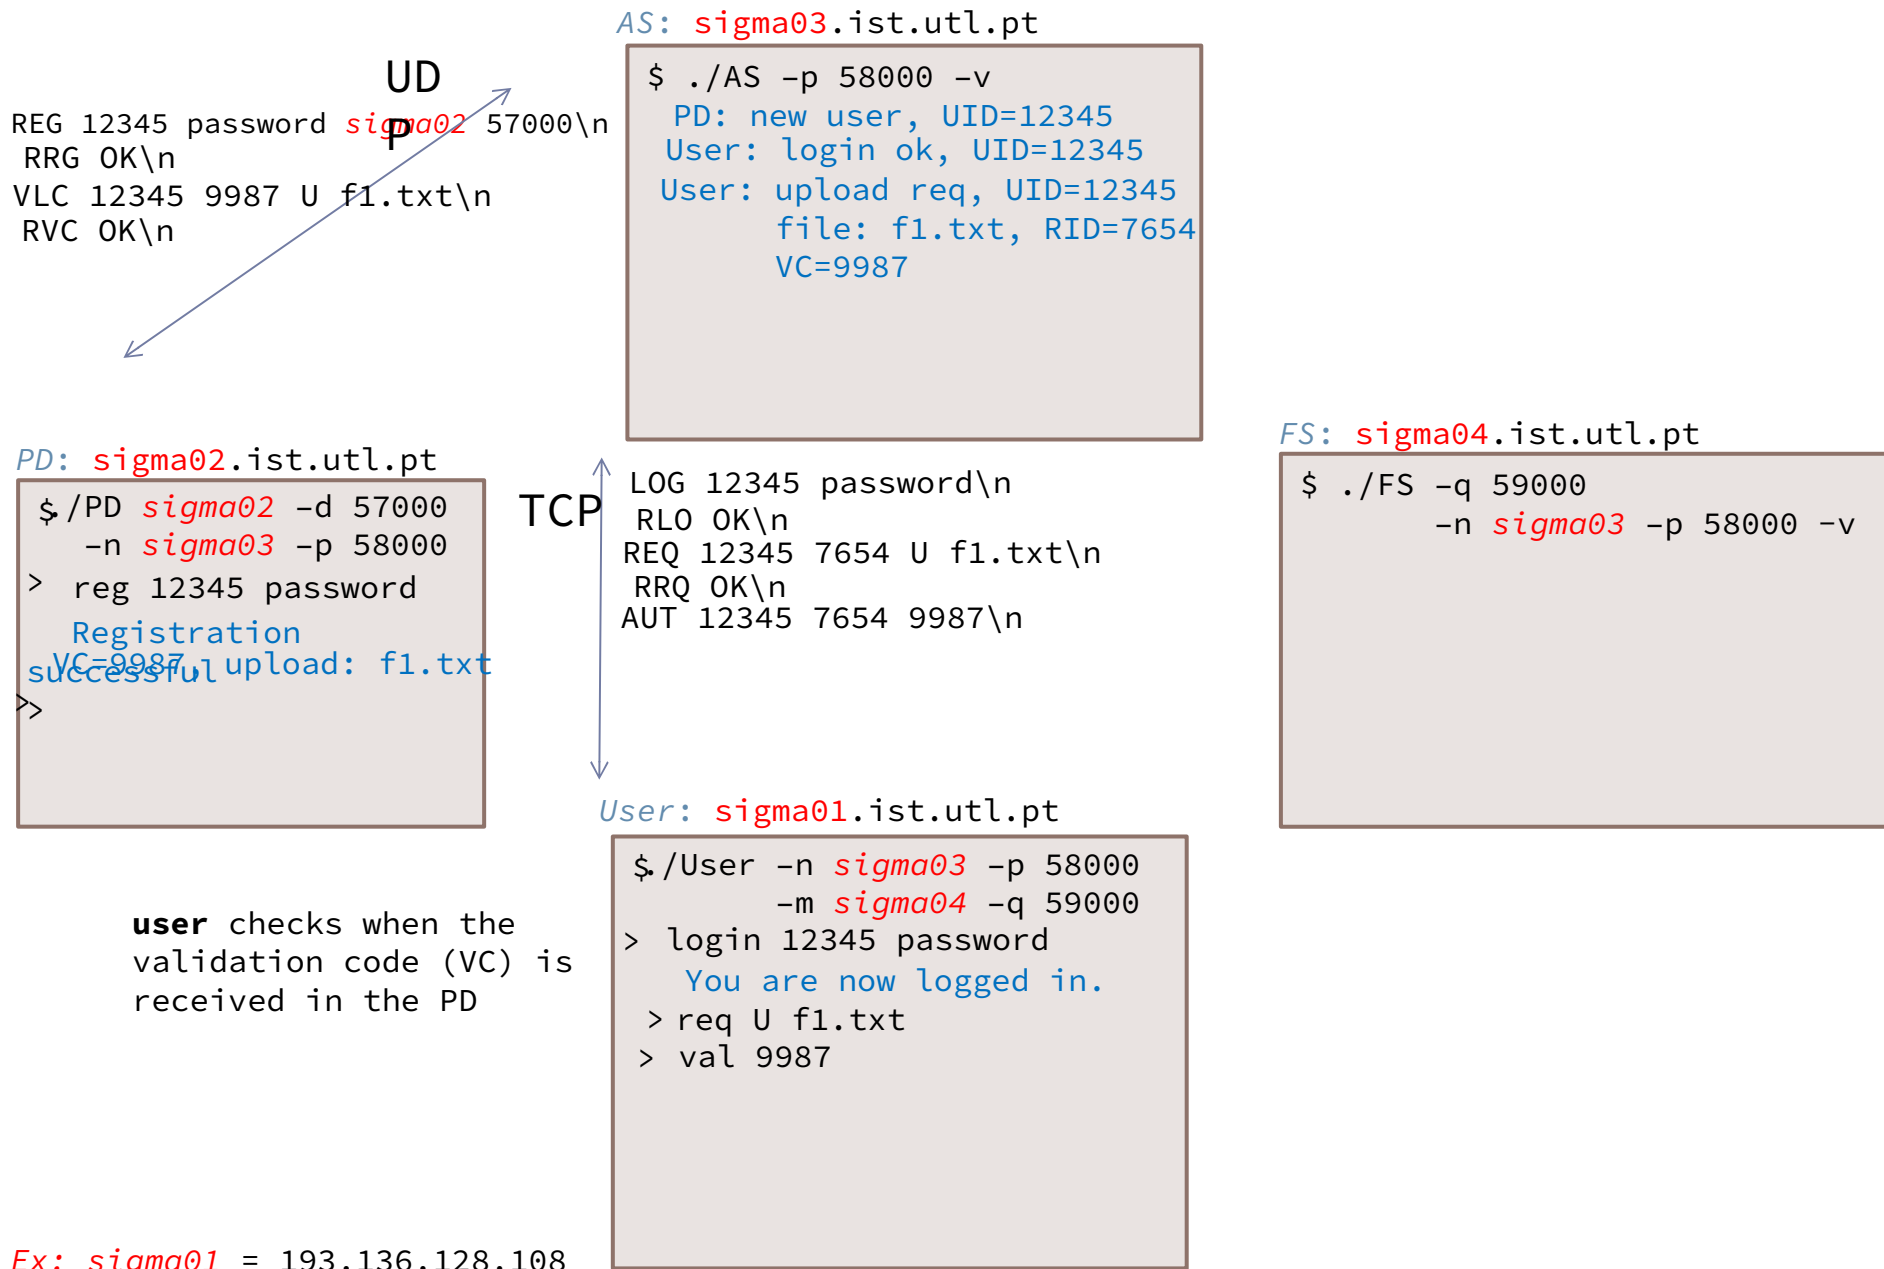 AS: sigma03.ist.utl.pt
$ ./AS –p 58000 –v
PD: new user, UID=12345
User: login ok, UID=12345
User: upload req, UID=12345
file: f1.txt, RID=7654
VC=9987
UD
P
REG 12345 password sigma02 57000\n
RRG OK\n
VLC 12345 9987 U f1.txt\n
RVC OK\n
PD: sigma02.ist.utl.pt
$./PD sigma02 –d 57000
–n sigma03 –p 58000
> reg 12345 password
Registration
successful
VC=9987, upload: f1.txt
>>
TCP
LOG 12345 password\n
RLO OK\n
REQ 12345 7654 U f1.txt\n
RRQ OK\n
AUT 12345 7654 9987\n
FS: sigma04.ist.utl.pt
$ ./FS –q 59000
–n sigma03 –p 58000 –v
User: sigma01.ist.utl.pt
$./User –n sigma03 –p 58000
–m sigma04 –q 59000
> login 12345 password
You are now logged in.
> req U f1.txt
> val 9987
user checks when the
validation code (VC) is
received in the PD
Ex: sigma01 = 193.136.128.108